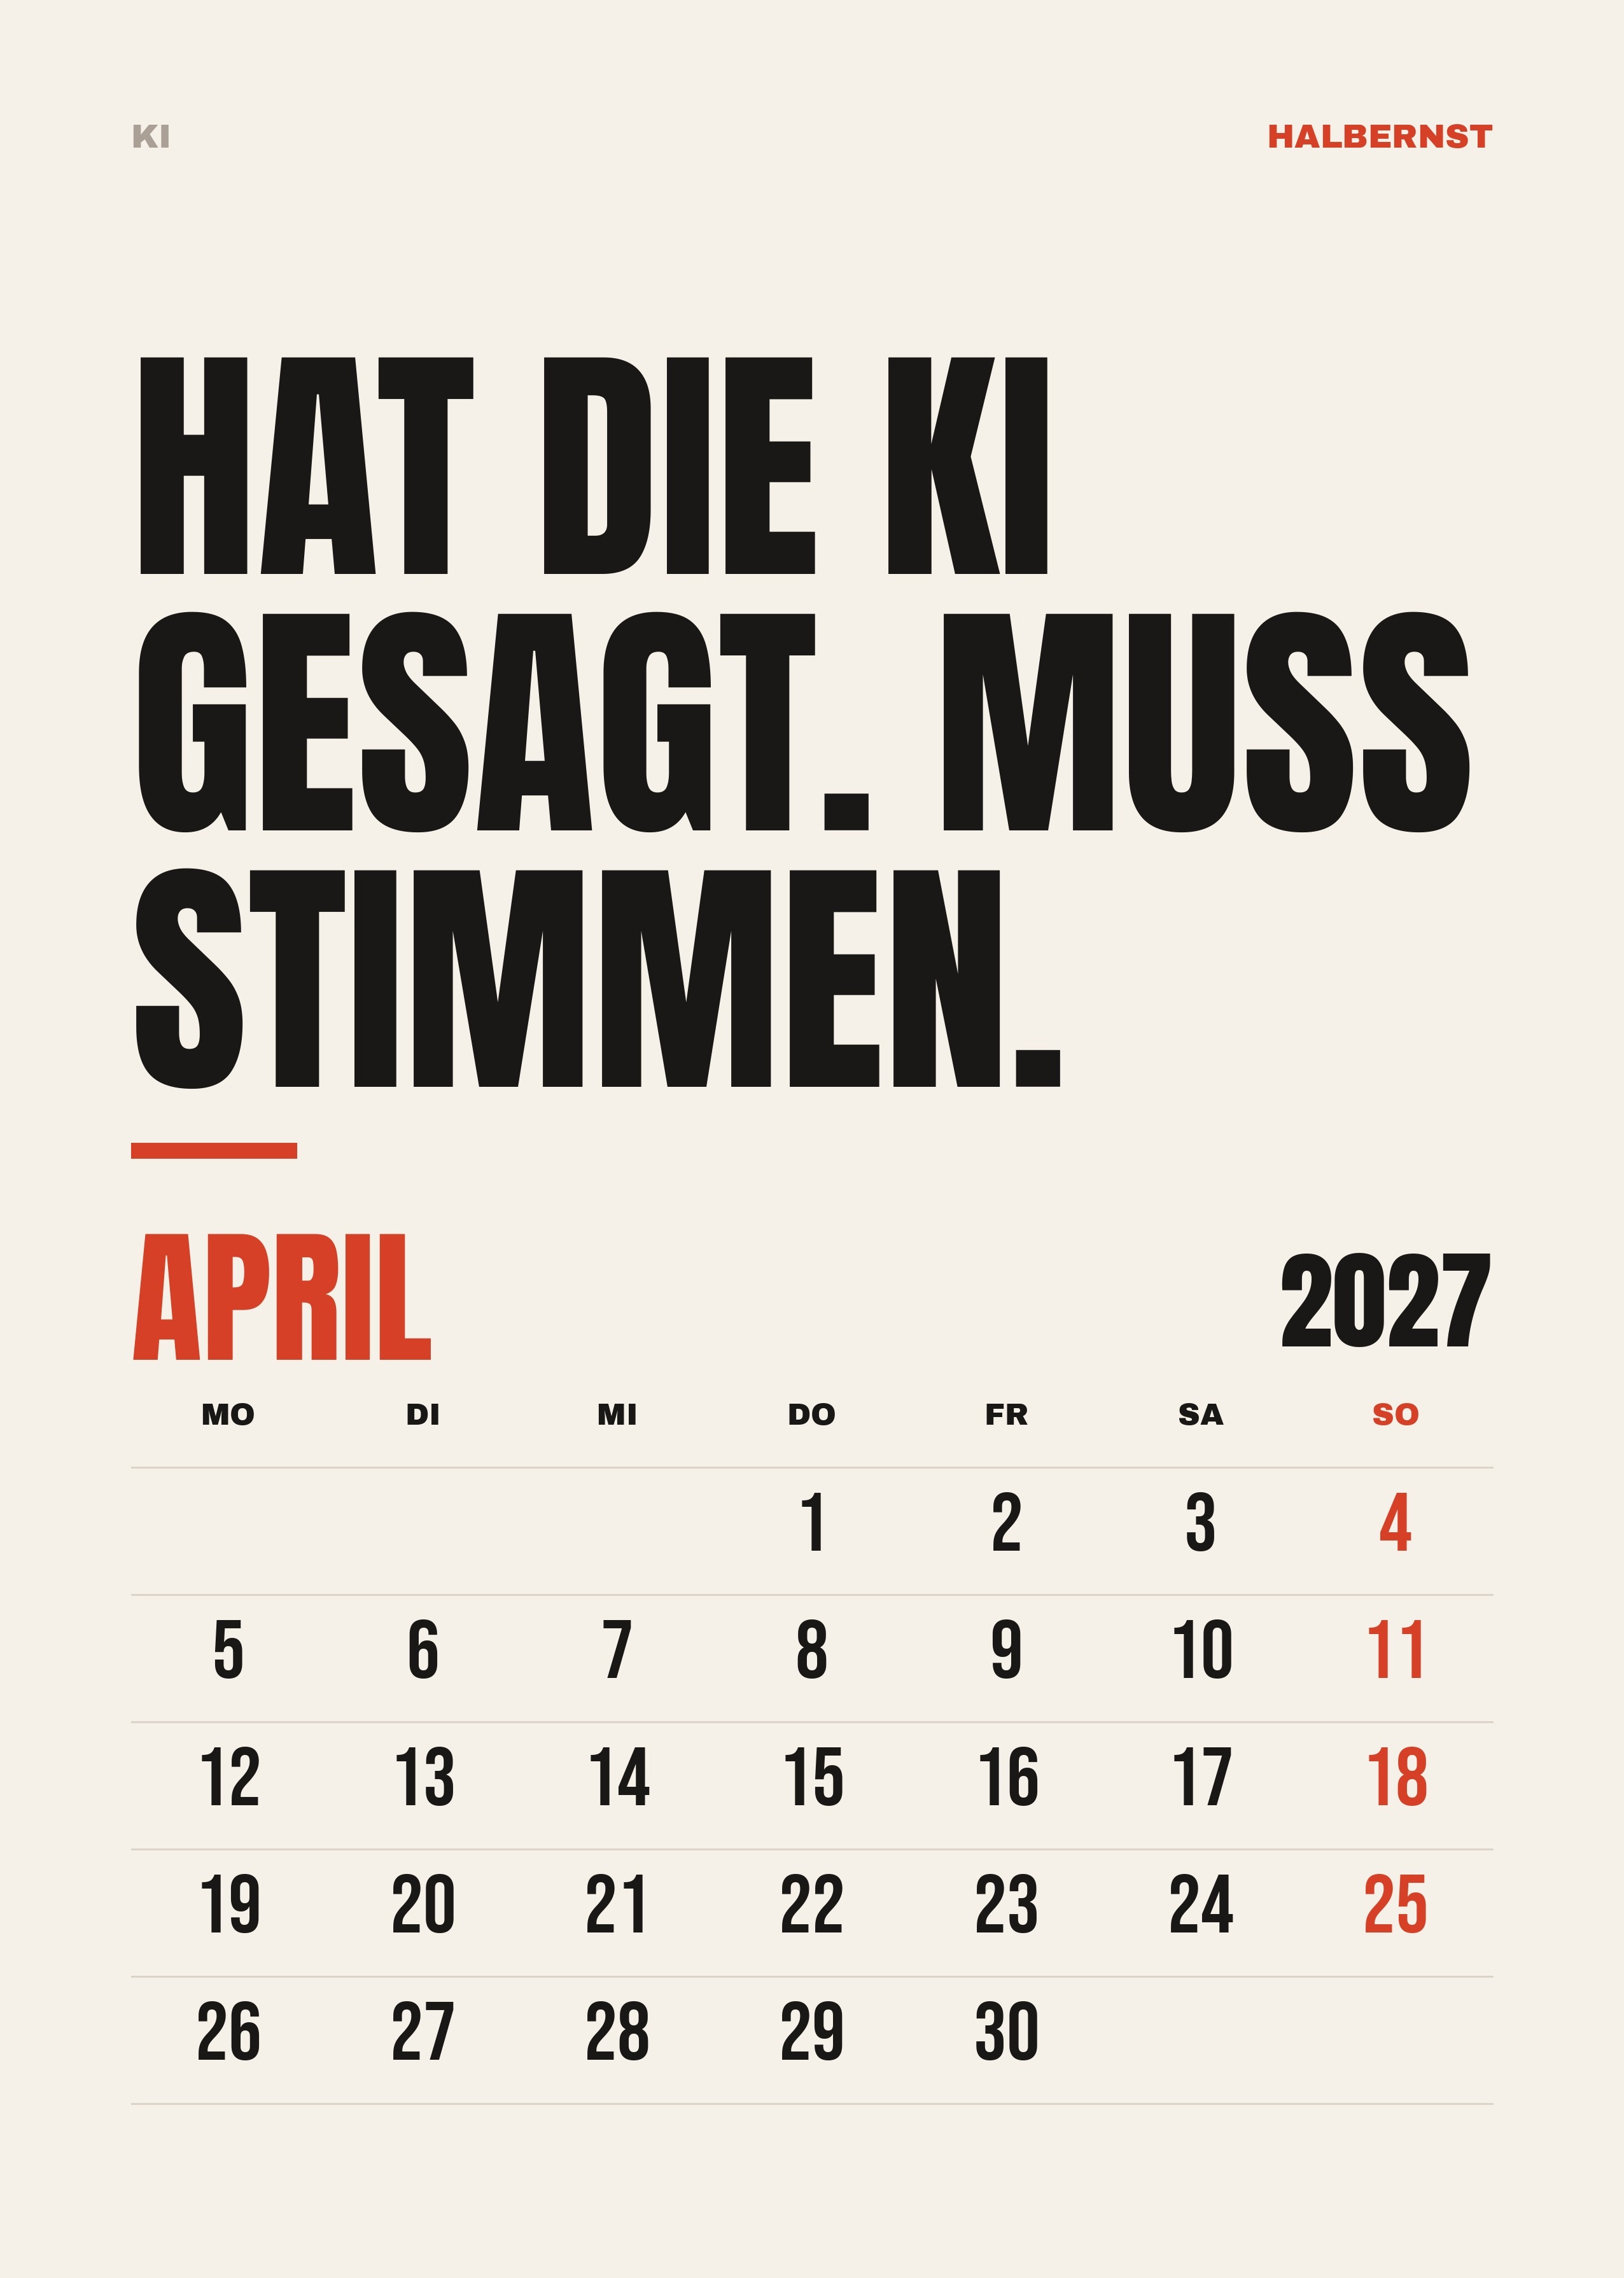 KI HALBERNST
HAT DIE KI
GESAGT. MUSS
STIMMEN.
APRIL 2027
MO DI MI DO FR SA SO
1 2 3 4
5 6 7 8 9 10 11
12 13 14 15 16 17 18
19 20 21 22 23 24 25
26 27 28 29 30